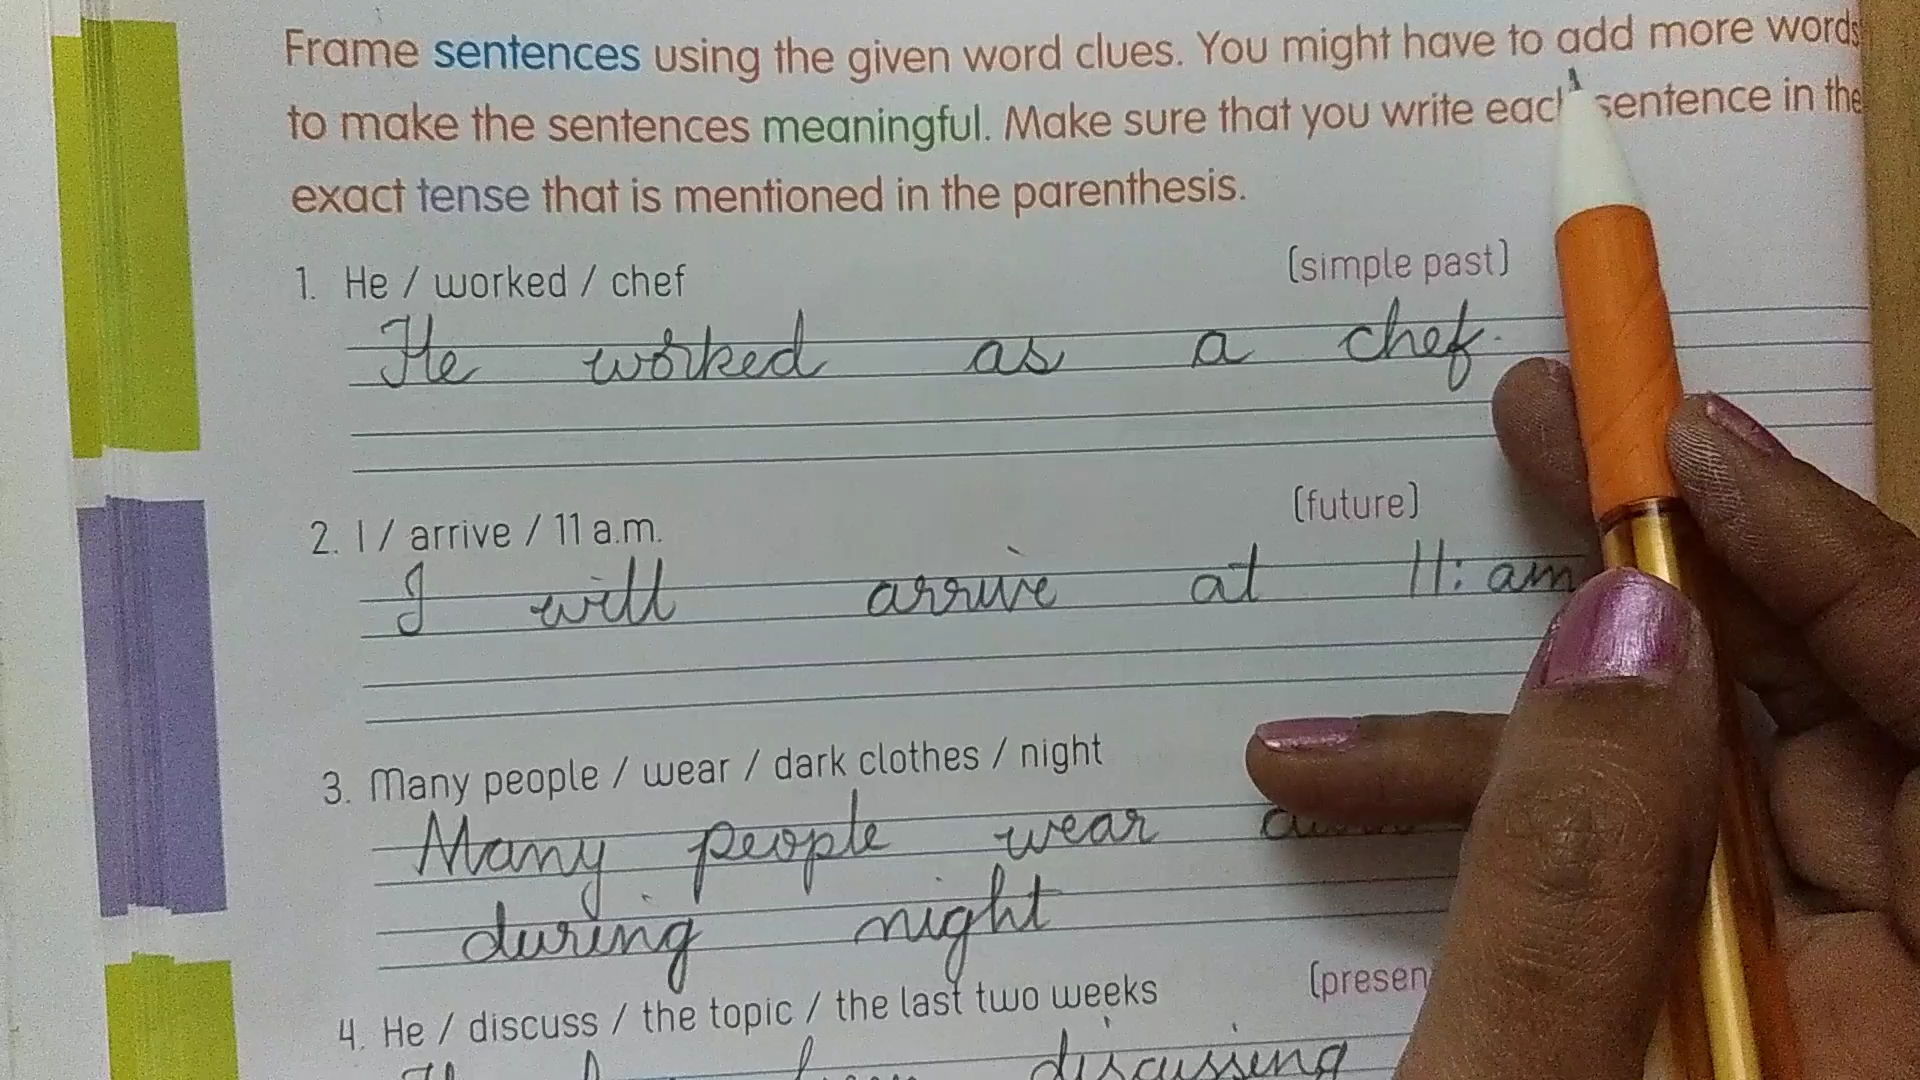 Frame sentences using the given word clues. You might have to add more words
to make the sentences meaningful. Make sure that you write each sentence in the
exact tense that is mentioned in the parenthesis.
1. He / worked / chef (simple past)
He worked as a chef.
2. I / arrive / 11 a.m. (future)
I will arrive at 11: am
3. Many people / wear / dark clothes / night
Many people wear
during night
4. He / discuss / the topic / the last two weeks (presen
discussing